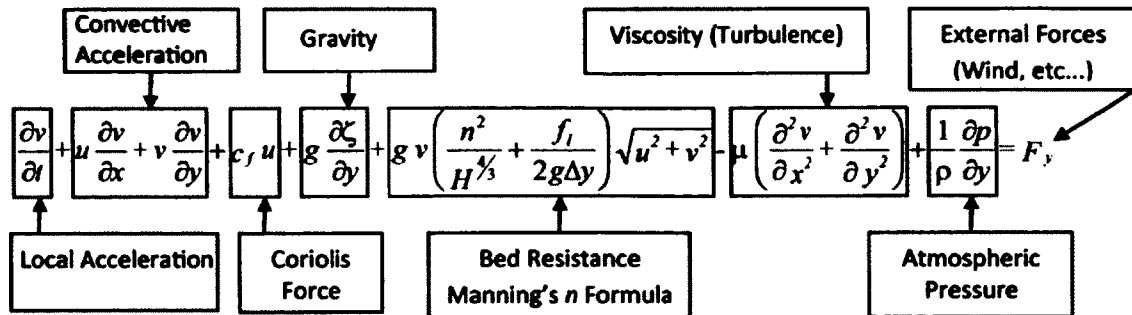 Convective
Acceleration
Gravity
Viscosity (Turbulence)
External Forces
(Wind, etc...)
∂v/∂t + u ∂v/∂x + v ∂v/∂y + c_f u + g ∂ζ/∂y + g v (n²/H^{4/3} + f_l/(2gΔy)) √(u² + v²) - μ (∂²v/∂x² + ∂²v/∂y²) + 1/ρ ∂p/∂y = F_y
Local Acceleration
Coriolis
Force
Bed Resistance
Manning's n Formula
Atmospheric
Pressure